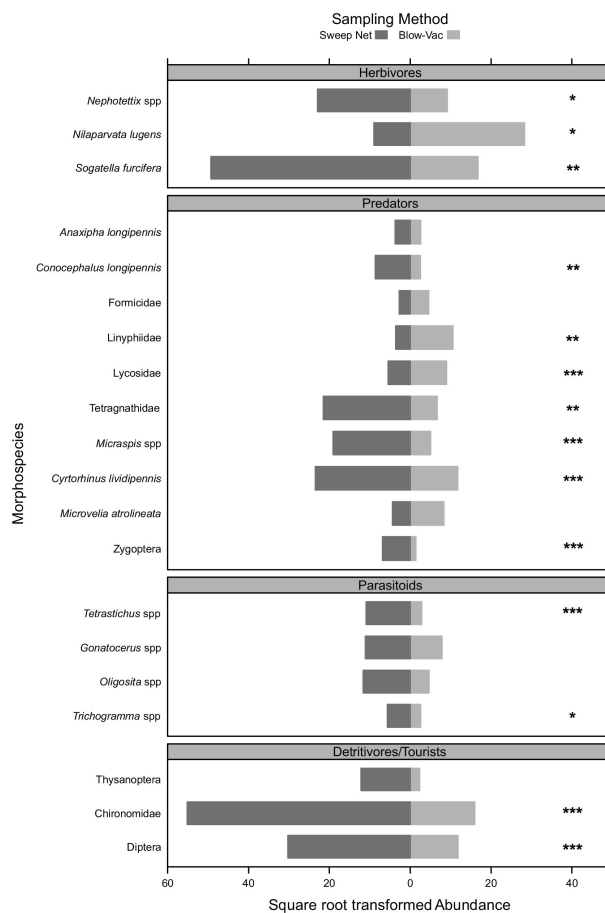 Sampling Method
Sweep Net Blow-Vac
Herbivores
Nephotettix spp *
Nilaparvata lugens *
Sogatella furcifera **
Predators
Anaxipha longipennis
Conocephalus longipennis **
Formicidae
Linyphiidae **
Lycosidae ***
Tetragnathidae **
Micraspis spp ***
Cyrtorhinus lividipennis ***
Microvelia atrolineata
Zygoptera ***
Parasitoids
Tetrastichus spp ***
Gonatocerus spp
Oligosita spp
Trichogramma spp *
Detritivores/Tourists
Thysanoptera
Chironomidae ***
Diptera ***
Morphospecies
60 40 20 0 20 40
Square root transformed Abundance